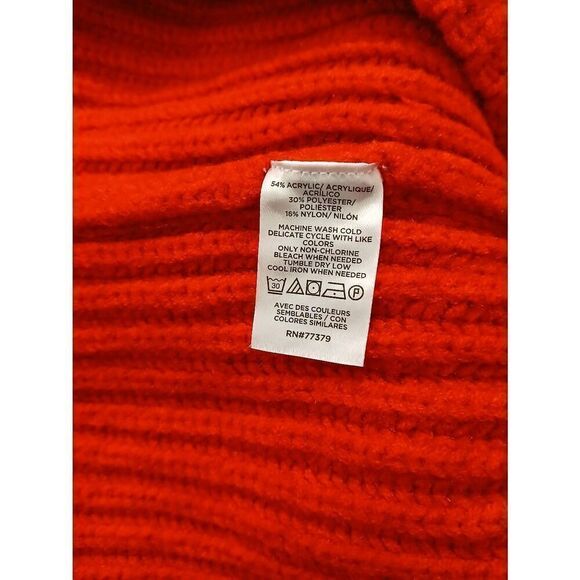 54% ACRYLIC/ ACRYLIQUE/
ACRÍLICO
30% POLYESTER/
POLIÉSTER
16% NYLON/ NILÓN
MACHINE WASH COLD
DELICATE CYCLE WITH LIKE
COLORS
ONLY NON-CHLORINE
BLEACH WHEN NEEDED
TUMBLE DRY LOW
COOL IRON WHEN NEEDED
30 P
AVEC DES COULEURS
SEMBLABLES / CON
COLORES SIMILARES
RN#77379